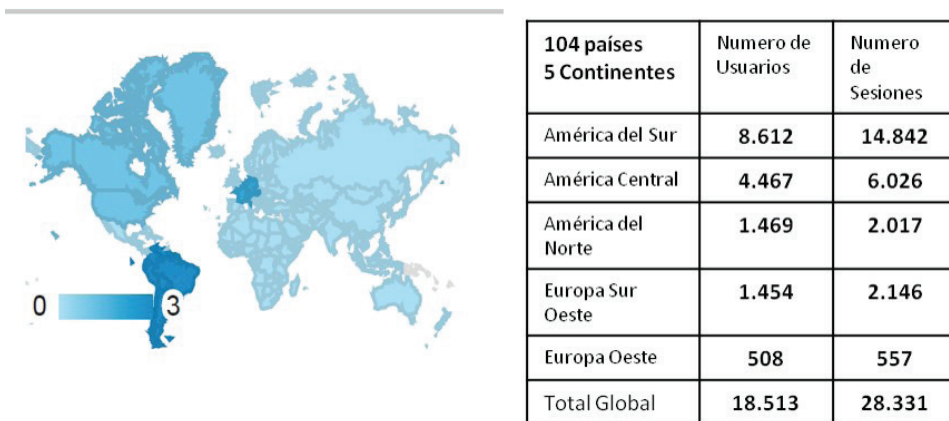 0
3
104 países
5 Continentes
Numero de
Usuarios
Numero
de
Sesiones
América del Sur
8.612
14.842
América Central
4.467
6.026
América del
Norte
1.469
2.017
Europa Sur
Oeste
1.454
2.146
Europa Oeste
508
557
Total Global
18.513
28.331